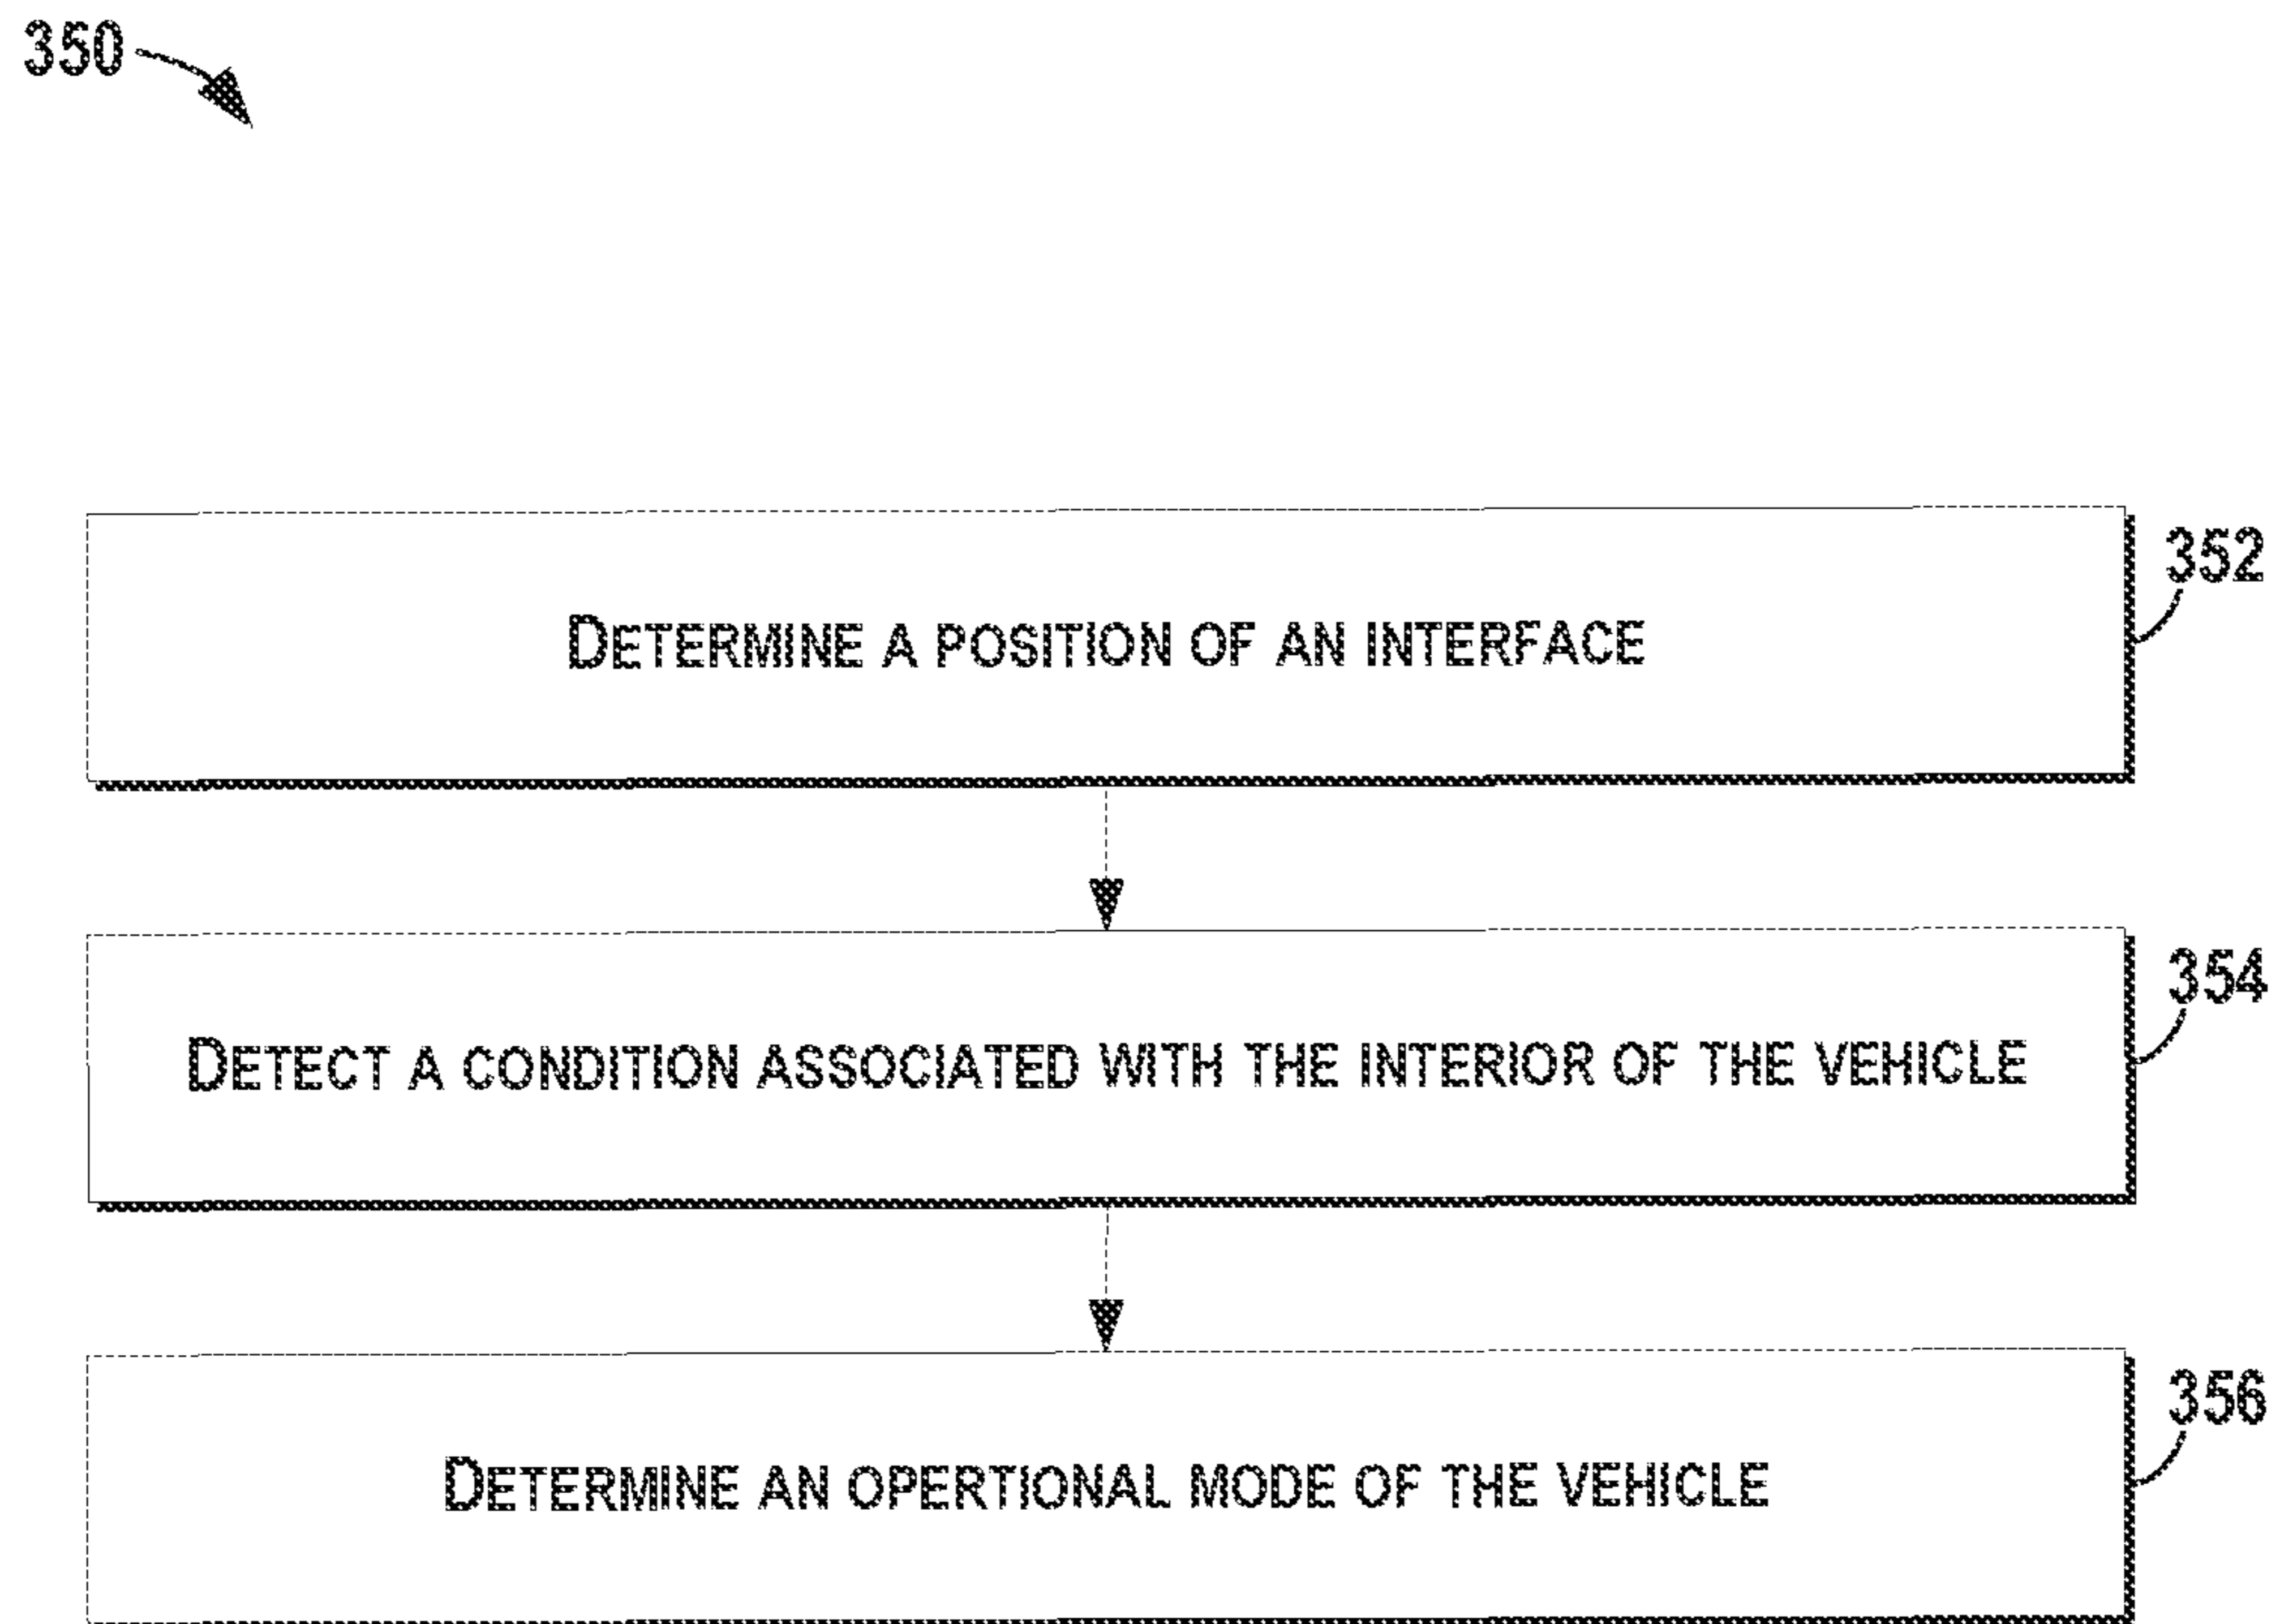 350
DETERMINE A POSITION OF AN INTERFACE
352
DETECT A CONDITION ASSOCIATED WITH THE INTERIOR OF THE VEHICLE
354
DETERMINE AN OPERTIONAL MODE OF THE VEHICLE
356